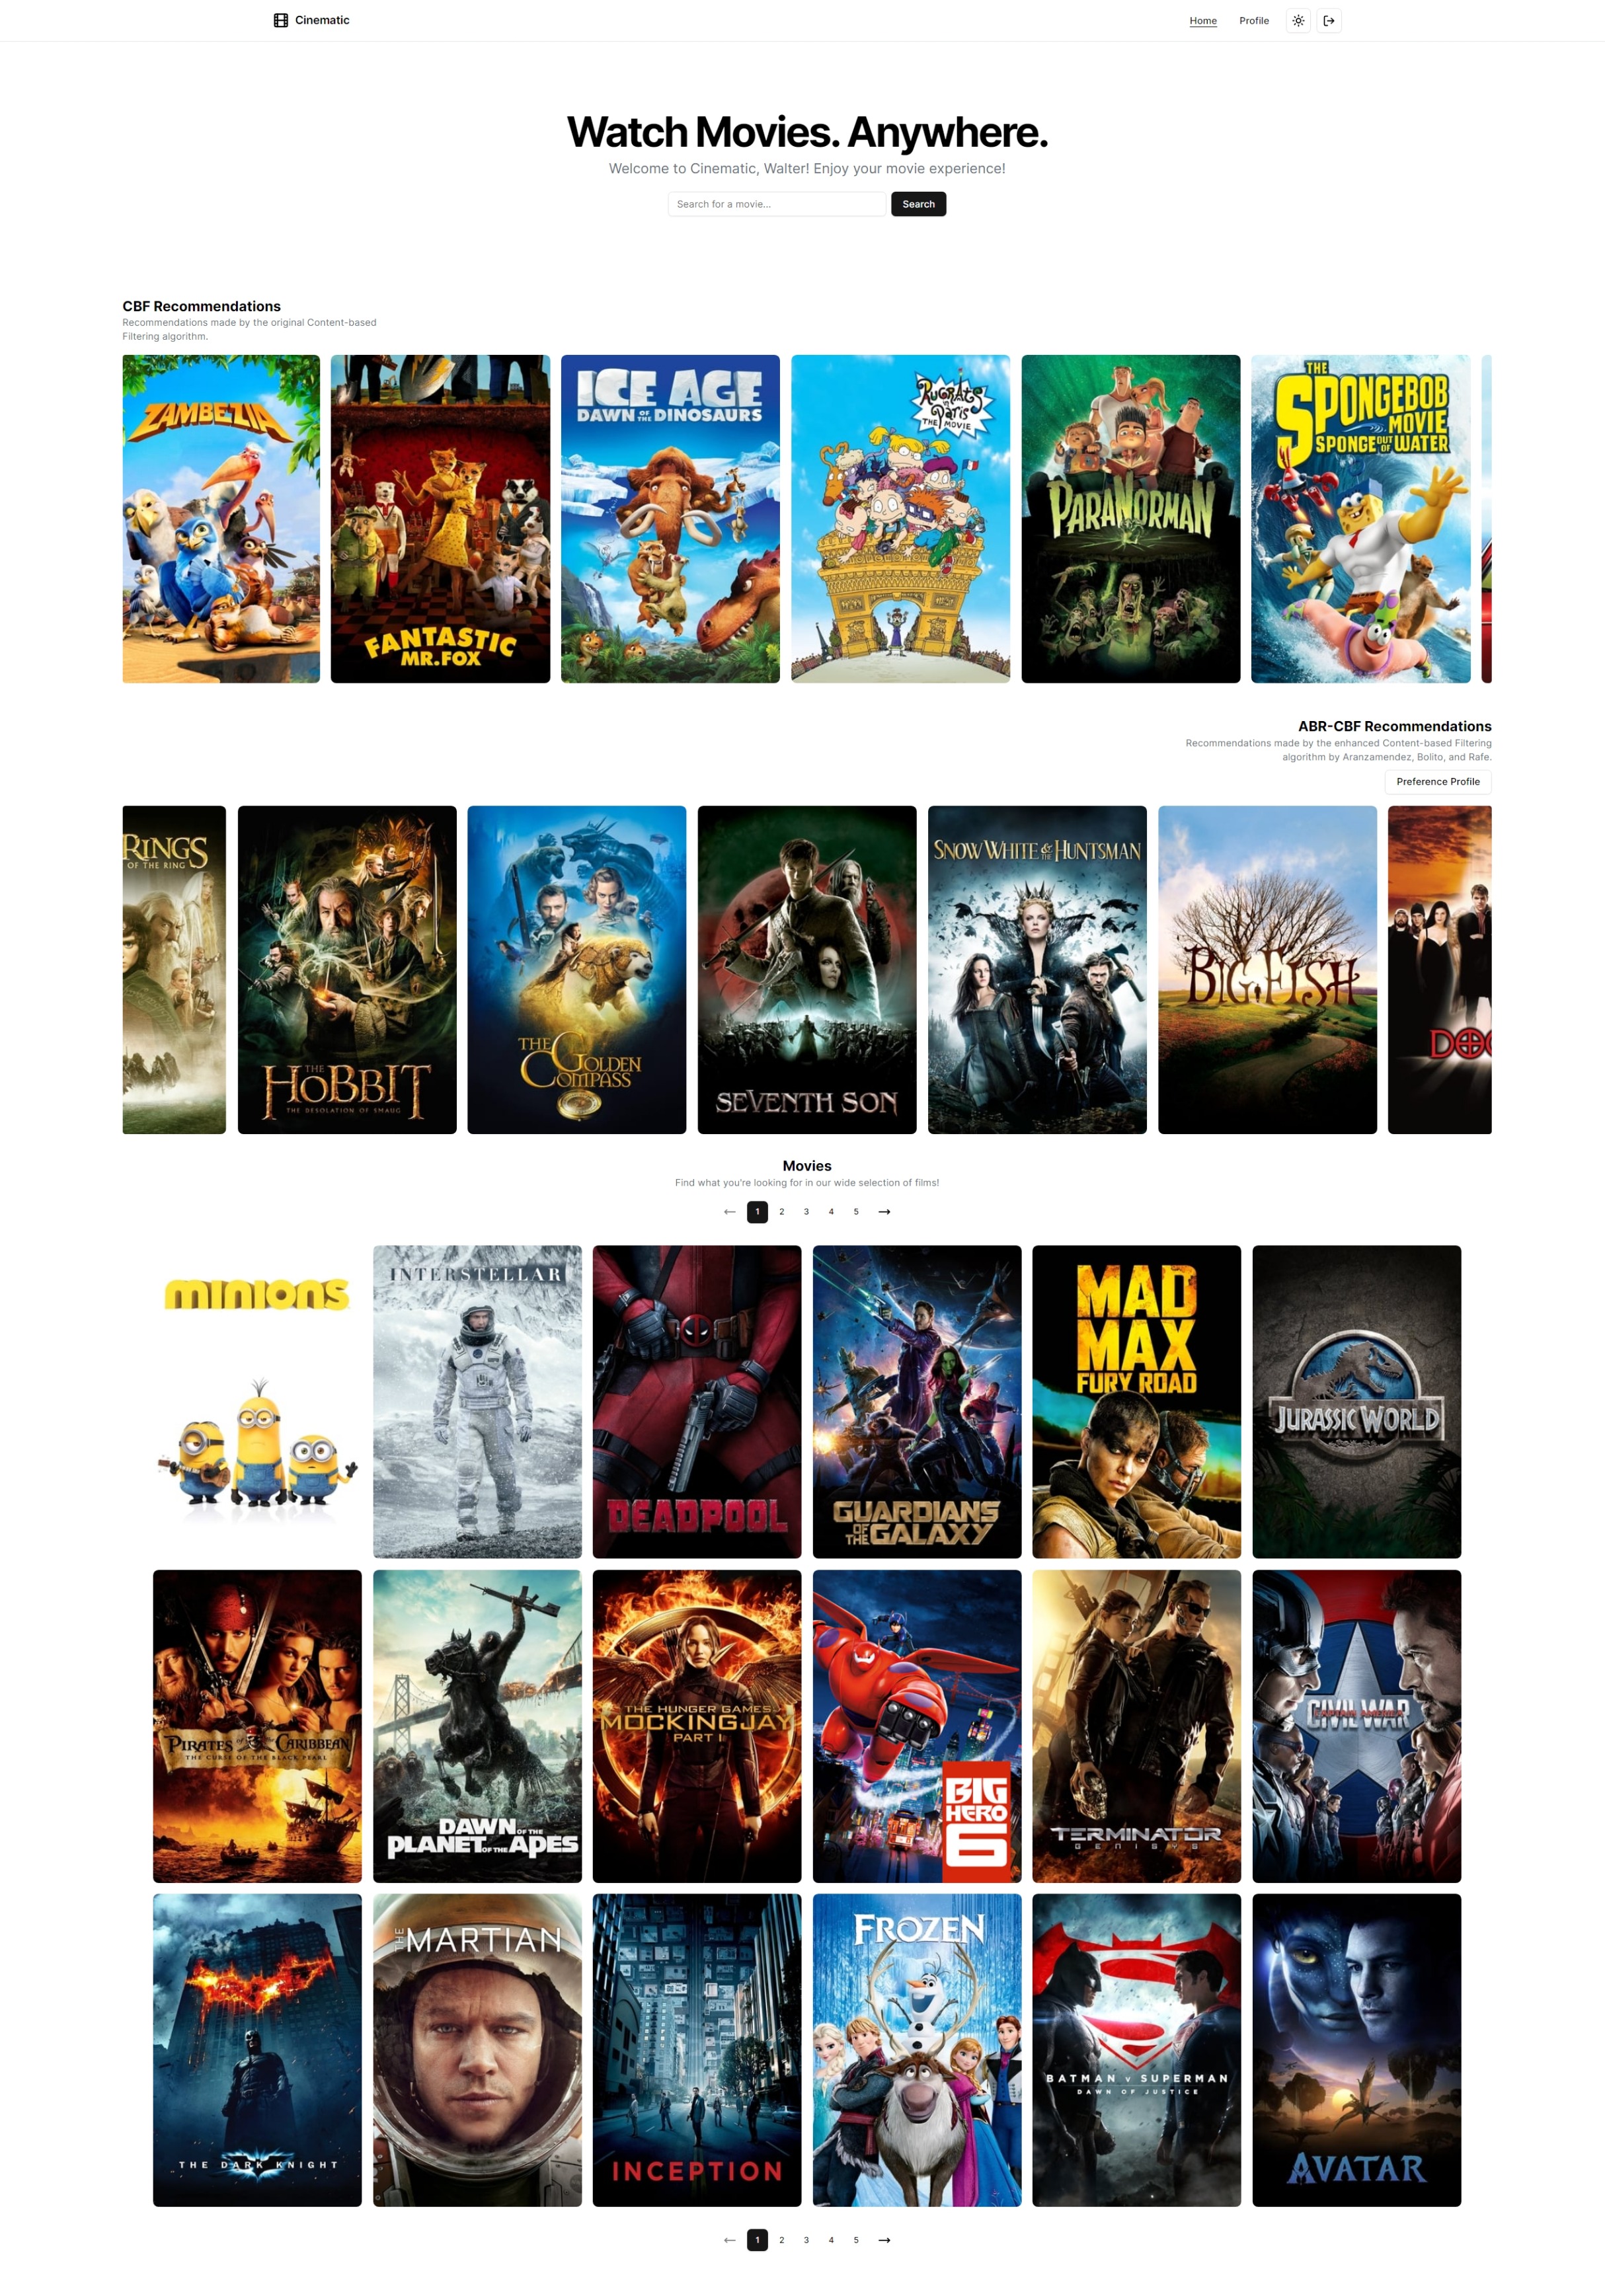 Cinematic
Home
Profile
Watch Movies. Anywhere.
Welcome to Cinematic, Walter! Enjoy your movie experience!
Search for a movie...
Search
CBF Recommendations
Recommendations made by the original Content-based
Filtering algorithm.
ZAMBEZIA
FANTASTIC
MR. FOX
ICE AGE
DAWN OF THE DINOSAURS
RUGRATS
in
PARIS
THE MOVIE
PARANORMAN
THE
SPONGEBOB
MOVIE
SPONGE OUT OF WATER
ABR-CBF Recommendations
Recommendations made by the enhanced Content-based Filtering
algorithm by Aranzamendez, Bolito, and Rafe.
Preference Profile
RINGS
OF THE RING
THE
HOBBIT
THE DESOLATION OF SMAUG
THE
GOLDEN
COMPASS
SEVENTH SON
SNOW WHITE & THE HUNTSMAN
BIG FISH
DO
Movies
Find what you're looking for in our wide selection of films!
← 1 2 3 4 5 →
minions
INTERSTELLAR
DEADPOOL
GUARDIANS
OF THE GALAXY
MAD
MAX
FURY ROAD
JURASSIC WORLD
PIRATES of the CARIBBEAN
THE CURSE OF THE BLACK PEARL
DAWN OF THE
PLANET OF THE APES
THE HUNGER GAMES
MOCKINGJAY
PART 1
BIG
HERO
6
TERMINATOR
GENISYS
CIVIL WAR
CAPTAIN AMERICA
THE DARK KNIGHT
THE MARTIAN
INCEPTION
FROZEN
BATMAN v SUPERMAN
DAWN OF JUSTICE
AVATAR
← 1 2 3 4 5 →